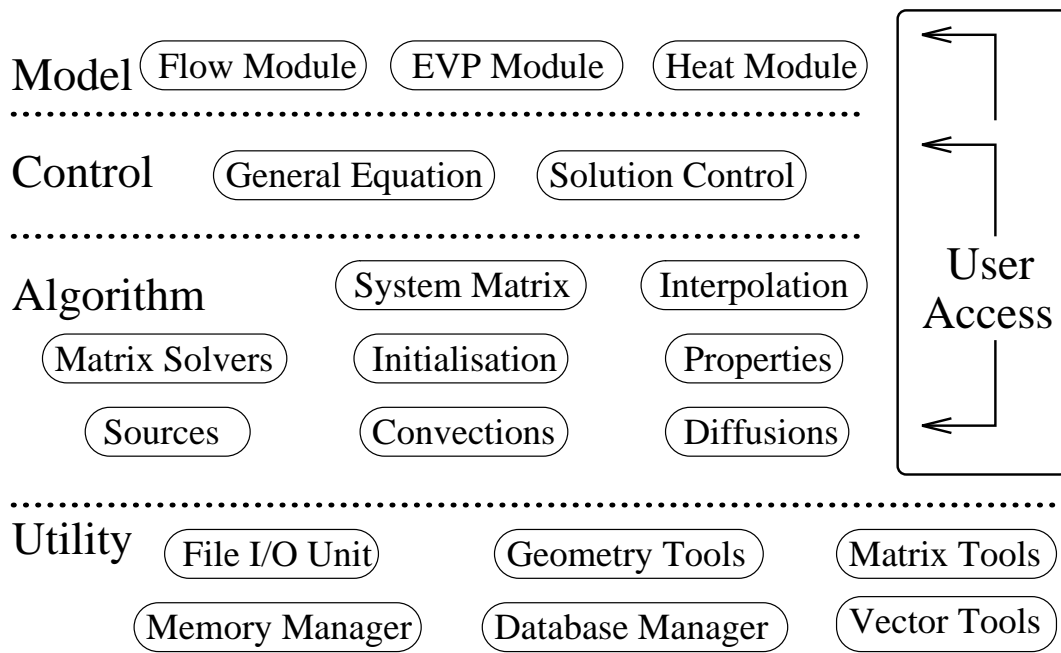 Model
Flow Module
EVP Module
Heat Module
Control
General Equation
Solution Control
Algorithm
System Matrix
Interpolation
Matrix Solvers
Initialisation
Properties
Sources
Convections
Diffusions
User
Access
Utility
File I/O Unit
Geometry Tools
Matrix Tools
Memory Manager
Database Manager
Vector Tools